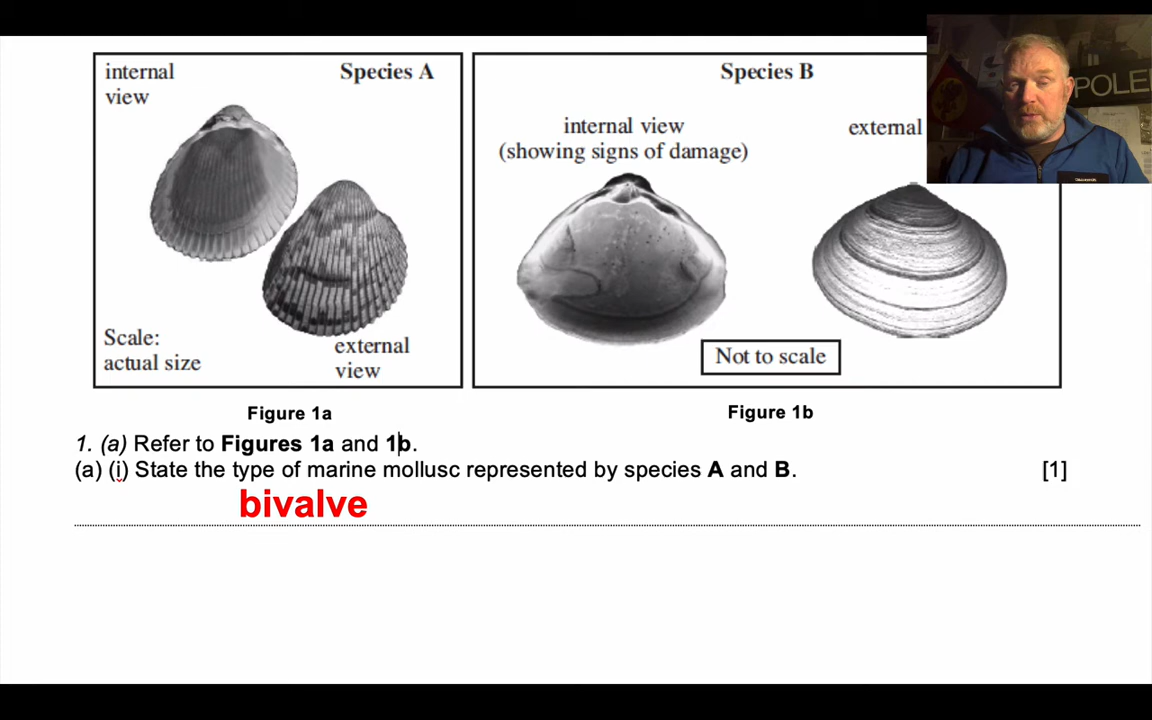 internal
view
Species A
Scale:
actual size
external
view
Species B
internal view
(showing signs of damage)
external
Not to scale
POLE
Figure 1a
Figure 1b
1. (a) Refer to Figures 1a and 1b.
(a) (i) State the type of marine mollusc represented by species A and B. [1]
bivalve